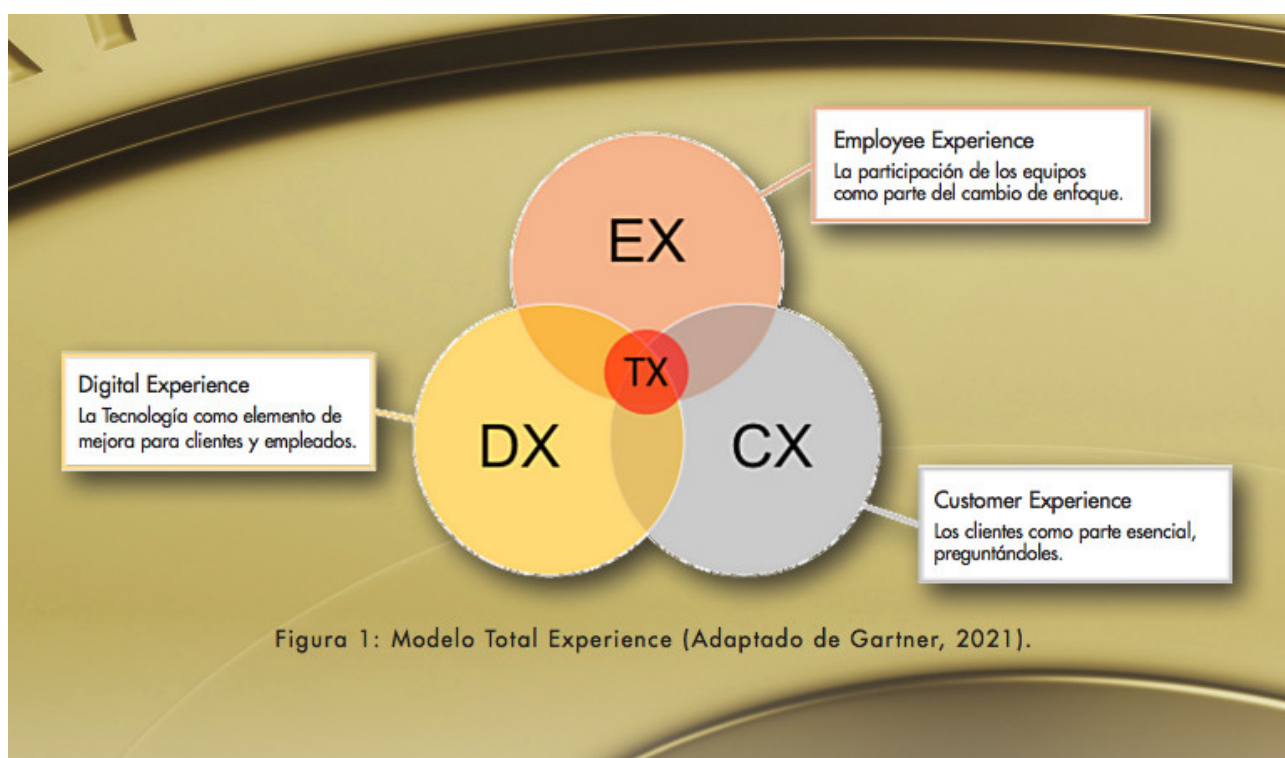 Employee Experience
La participación de los equipos
como parte del cambio de enfoque.
EX
TX
Digital Experience
La Tecnología como elemento de
mejora para clientes y empleados.
DX
CX
Customer Experience
Los clientes como parte esencial,
preguntándoles.
Figura 1: Modelo Total Experience (Adaptado de Gartner, 2021).